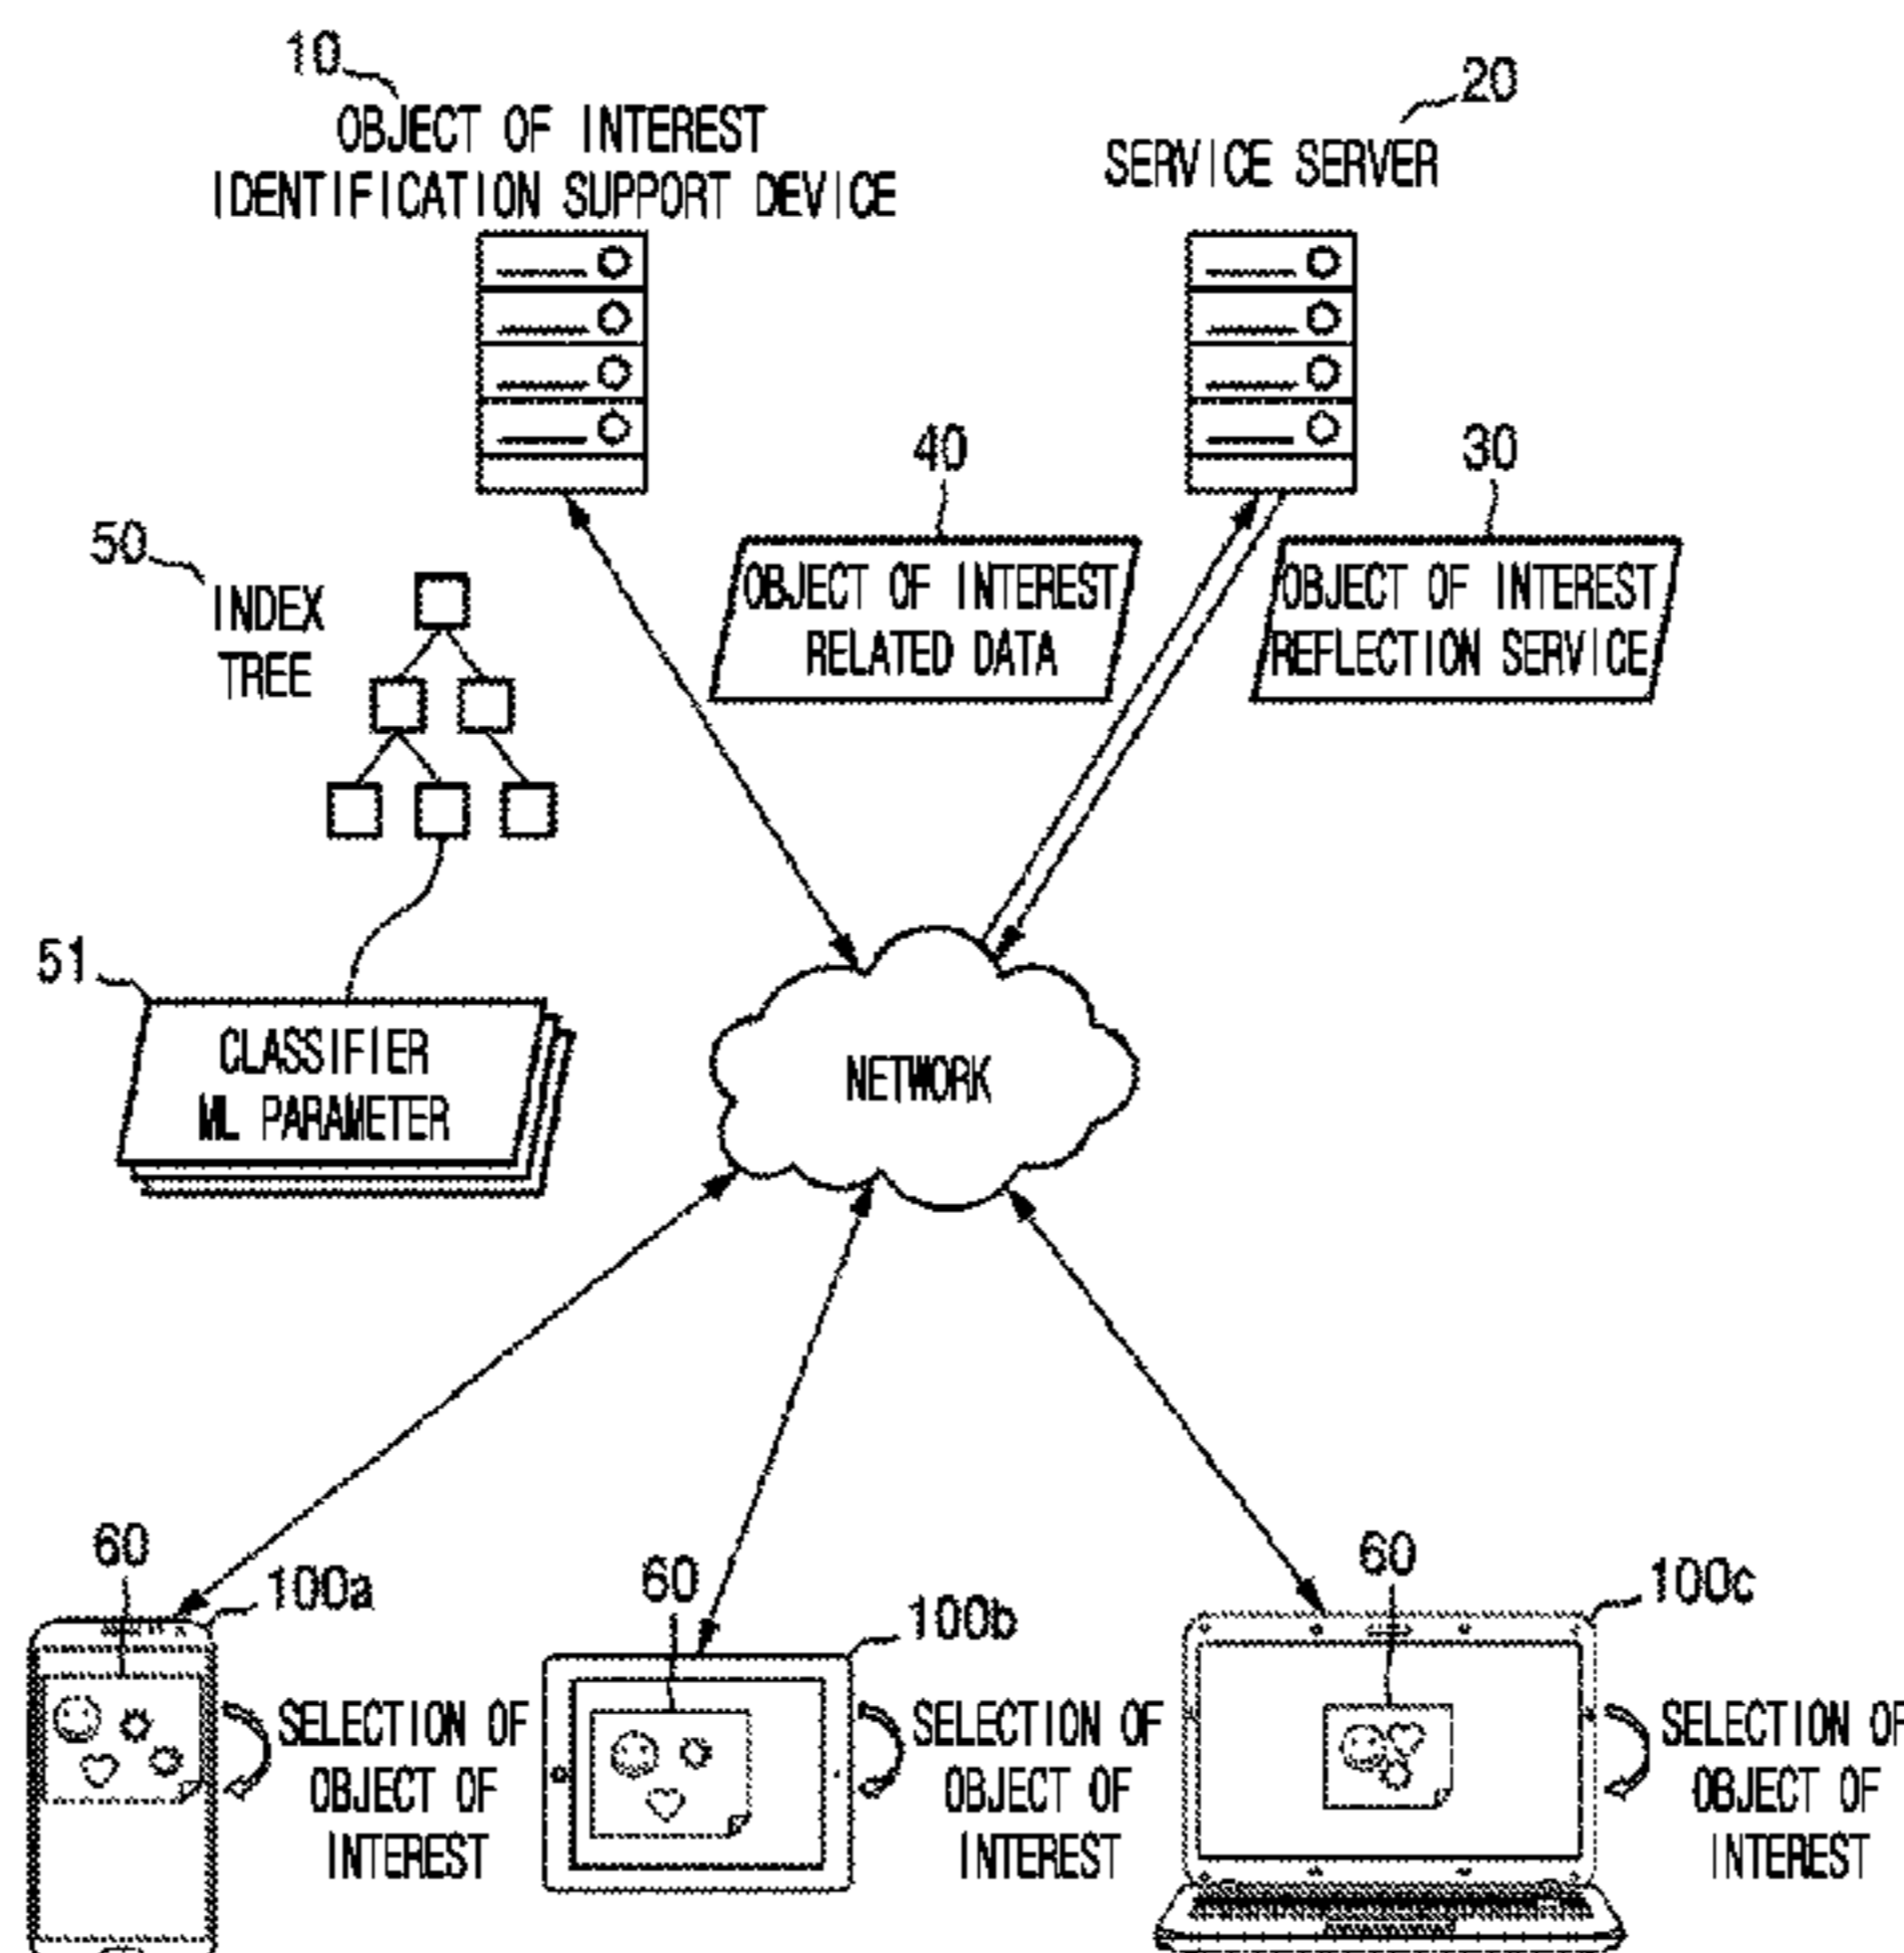 10
OBJECT OF INTEREST
IDENTIFICATION SUPPORT DEVICE
20
SERVICE SERVER
40
OBJECT OF INTEREST
RELATED DATA
30
OBJECT OF INTEREST
REFLECTION SERVICE
50
INDEX
TREE
51
CLASSIFIER
ML PARAMETER
NETWORK
60
100a
SELECTION OF
OBJECT OF
INTEREST
60
100b
SELECTION OF
OBJECT OF
INTEREST
60
100c
SELECTION OF
OBJECT OF
INTEREST